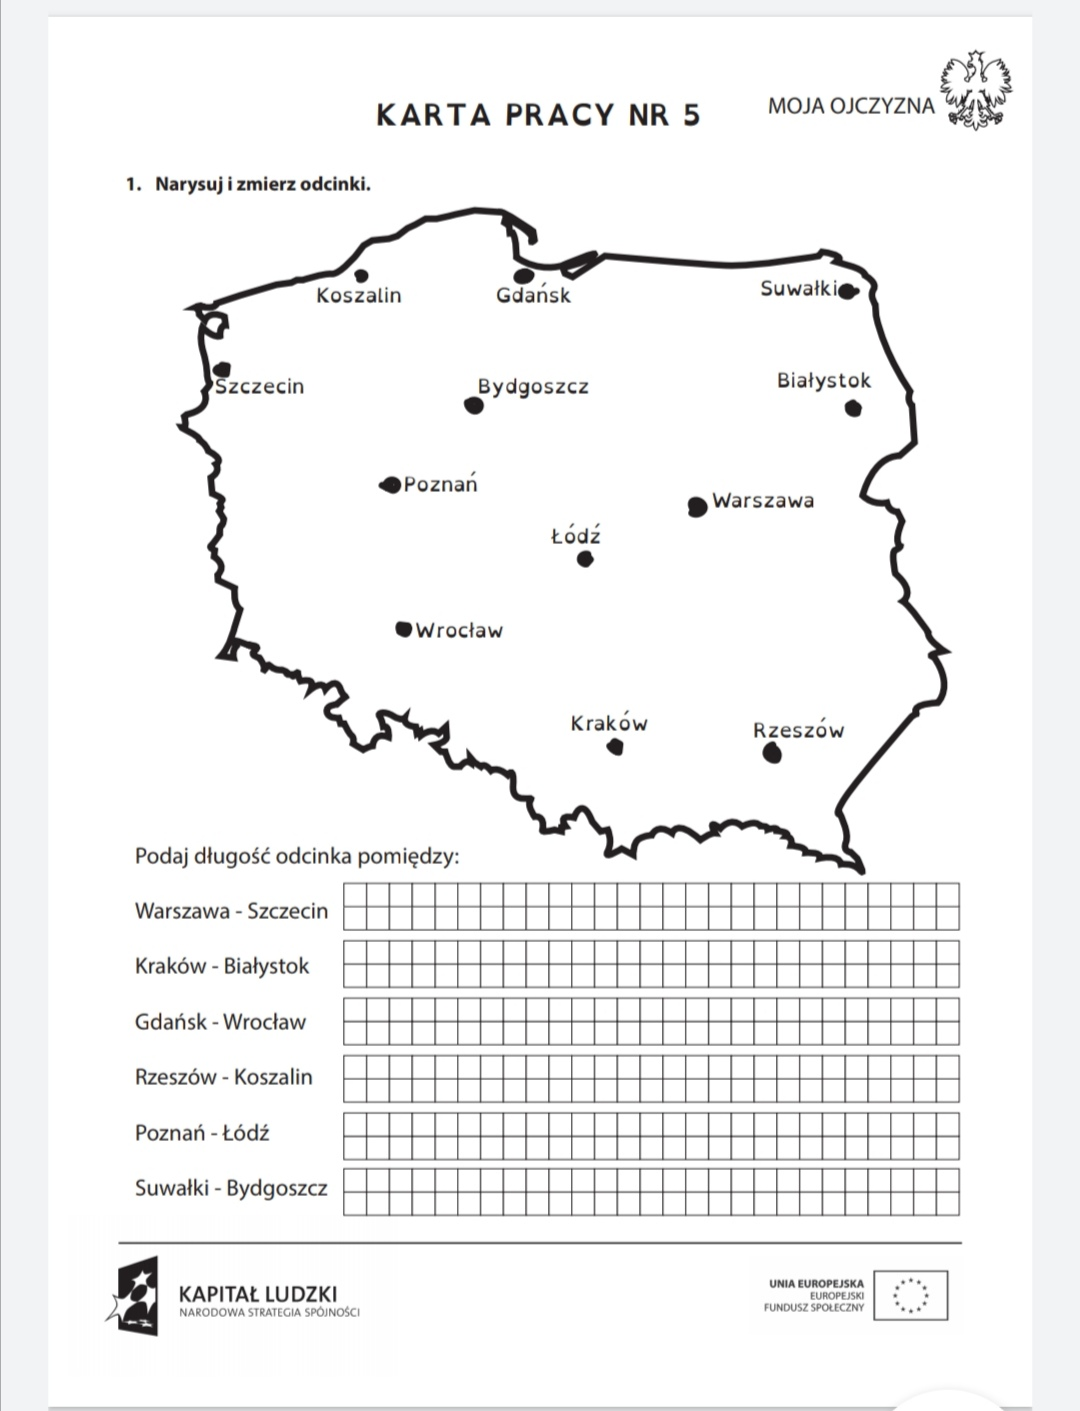 MOJA OJCZYZNA
KARTA PRACY NR 5
1. Narysuj i zmierz odcinki.
Koszalin
Gdańsk
Suwałki
Szczecin
Bydgoszcz
Białystok
Poznań
Warszawa
Łódź
Wrocław
Kraków
Rzeszów
Podaj długość odcinka pomiędzy:
Warszawa - Szczecin
Kraków - Białystok
Gdańsk - Wrocław
Rzeszów - Koszalin
Poznań - Łódź
Suwałki - Bydgoszcz
KAPITAŁ LUDZKI
NARODOWA STRATEGIA SPÓJNOŚCI
UNIA EUROPEJSKA
EUROPEJSKI
FUNDUSZ SPOŁECZNY